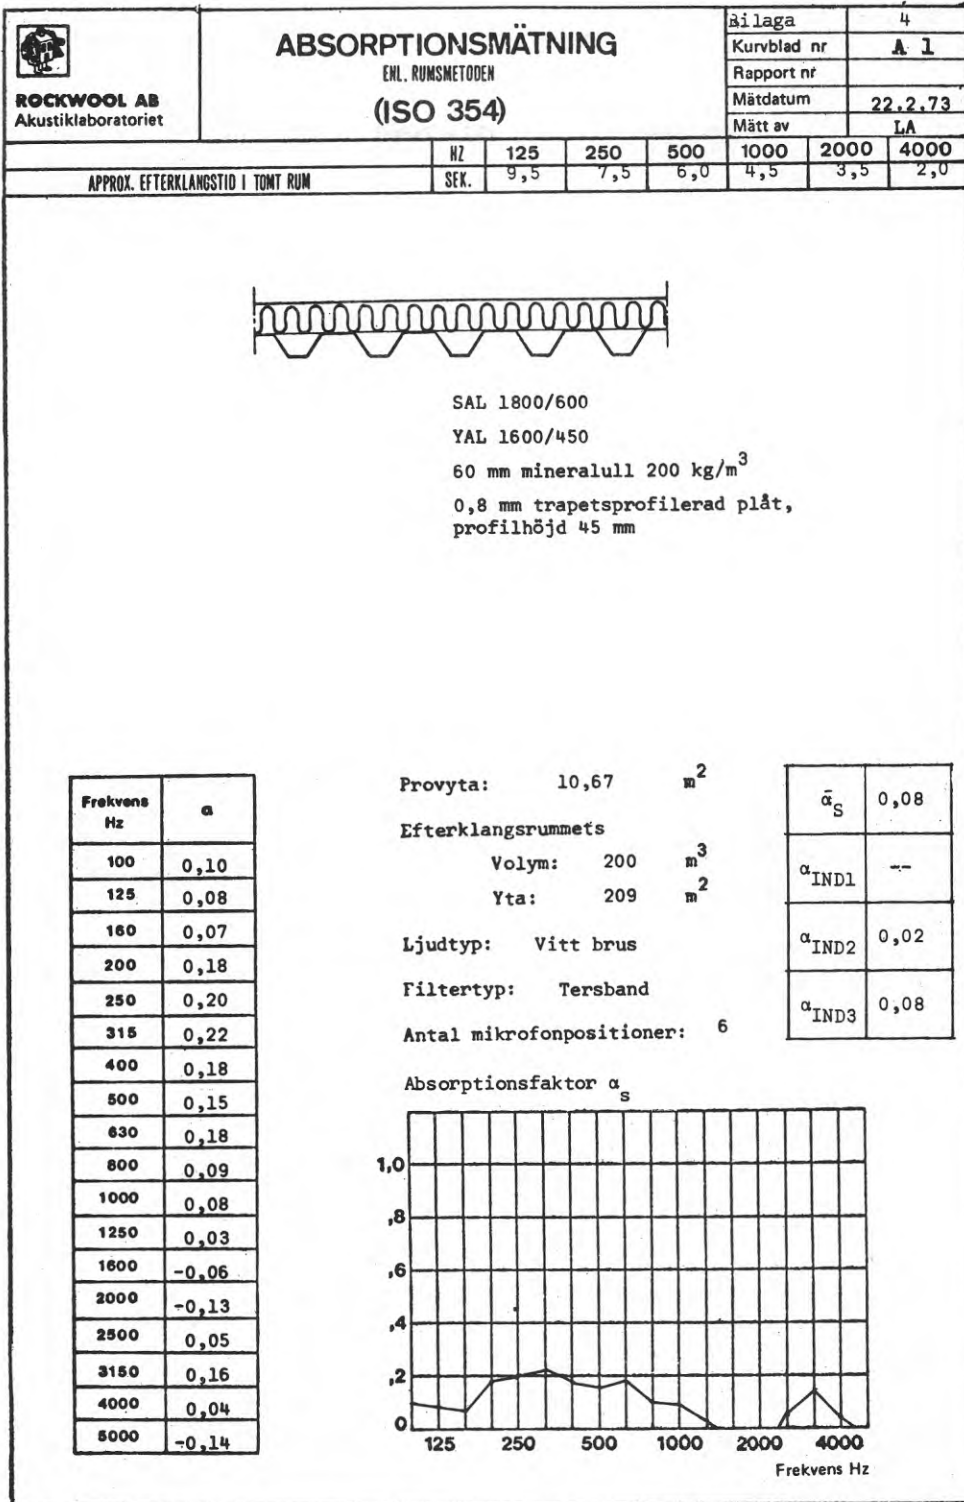 ROCKWOOL AB
Akustiklaboratoriet
ABSORPTIONSMÄTNING
ENL. RUMSMETODEN
(ISO 354)
Bilaga 4
Kurvblad nr A 1
Rapport nr
Mätdatum 22.2.73
Mätt av LA
HZ 125 250 500 1000 2000 4000
APPROX. EFTERKLANGSTID I TOMT RUM SEK. 9,5 7,5 6,0 4,5 3,5 2,0
SAL 1800/600
YAL 1600/450
60 mm mineralull 200 kg/m³
0,8 mm trapetsprofilerad plåt,
profilhöjd 45 mm
Frekvens Hz α
100 0,10
125 0,08
160 0,07
200 0,18
250 0,20
315 0,22
400 0,18
500 0,15
630 0,18
800 0,09
1000 0,08
1250 0,03
1600 -0,06
2000 -0,13
2500 0,05
3150 0,16
4000 0,04
5000 -0,14
Provyta: 10,67 m²
Efterklangsrummets
Volym: 200 m³
Yta: 209 m²
Ljudtyp: Vitt brus
Filtertyp: Tersband
Antal mikrofonpositioner: 6
ᾱS 0,08
αIND1 --
αIND2 0,02
αIND3 0,08
Absorptionsfaktor αs
1,0
,8
,6
,4
,2
0
125 250 500 1000 2000 4000
Frekvens Hz